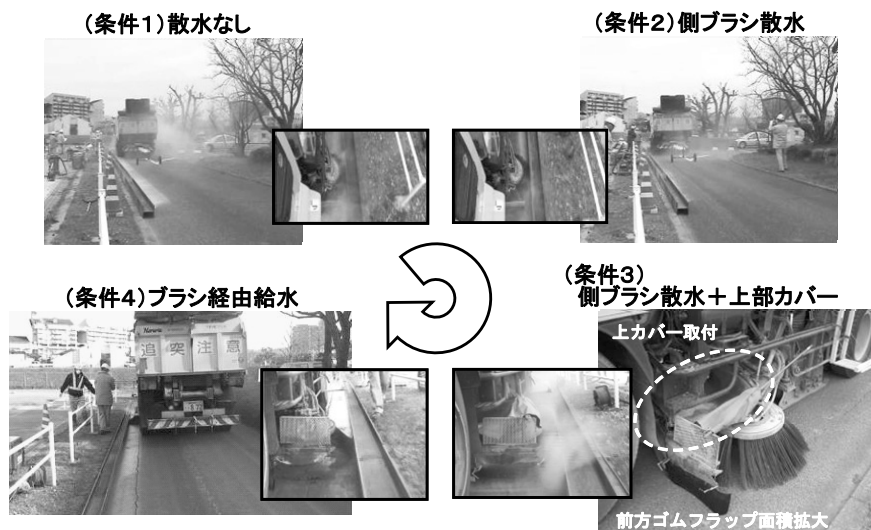 （条件１）散水なし
（条件２）側ブラシ散水
（条件４）ブラシ経由給水
（条件３）
側ブラシ散水＋上部カバー
上カバー取付
追突注意
前方ゴムフラップ面積拡大